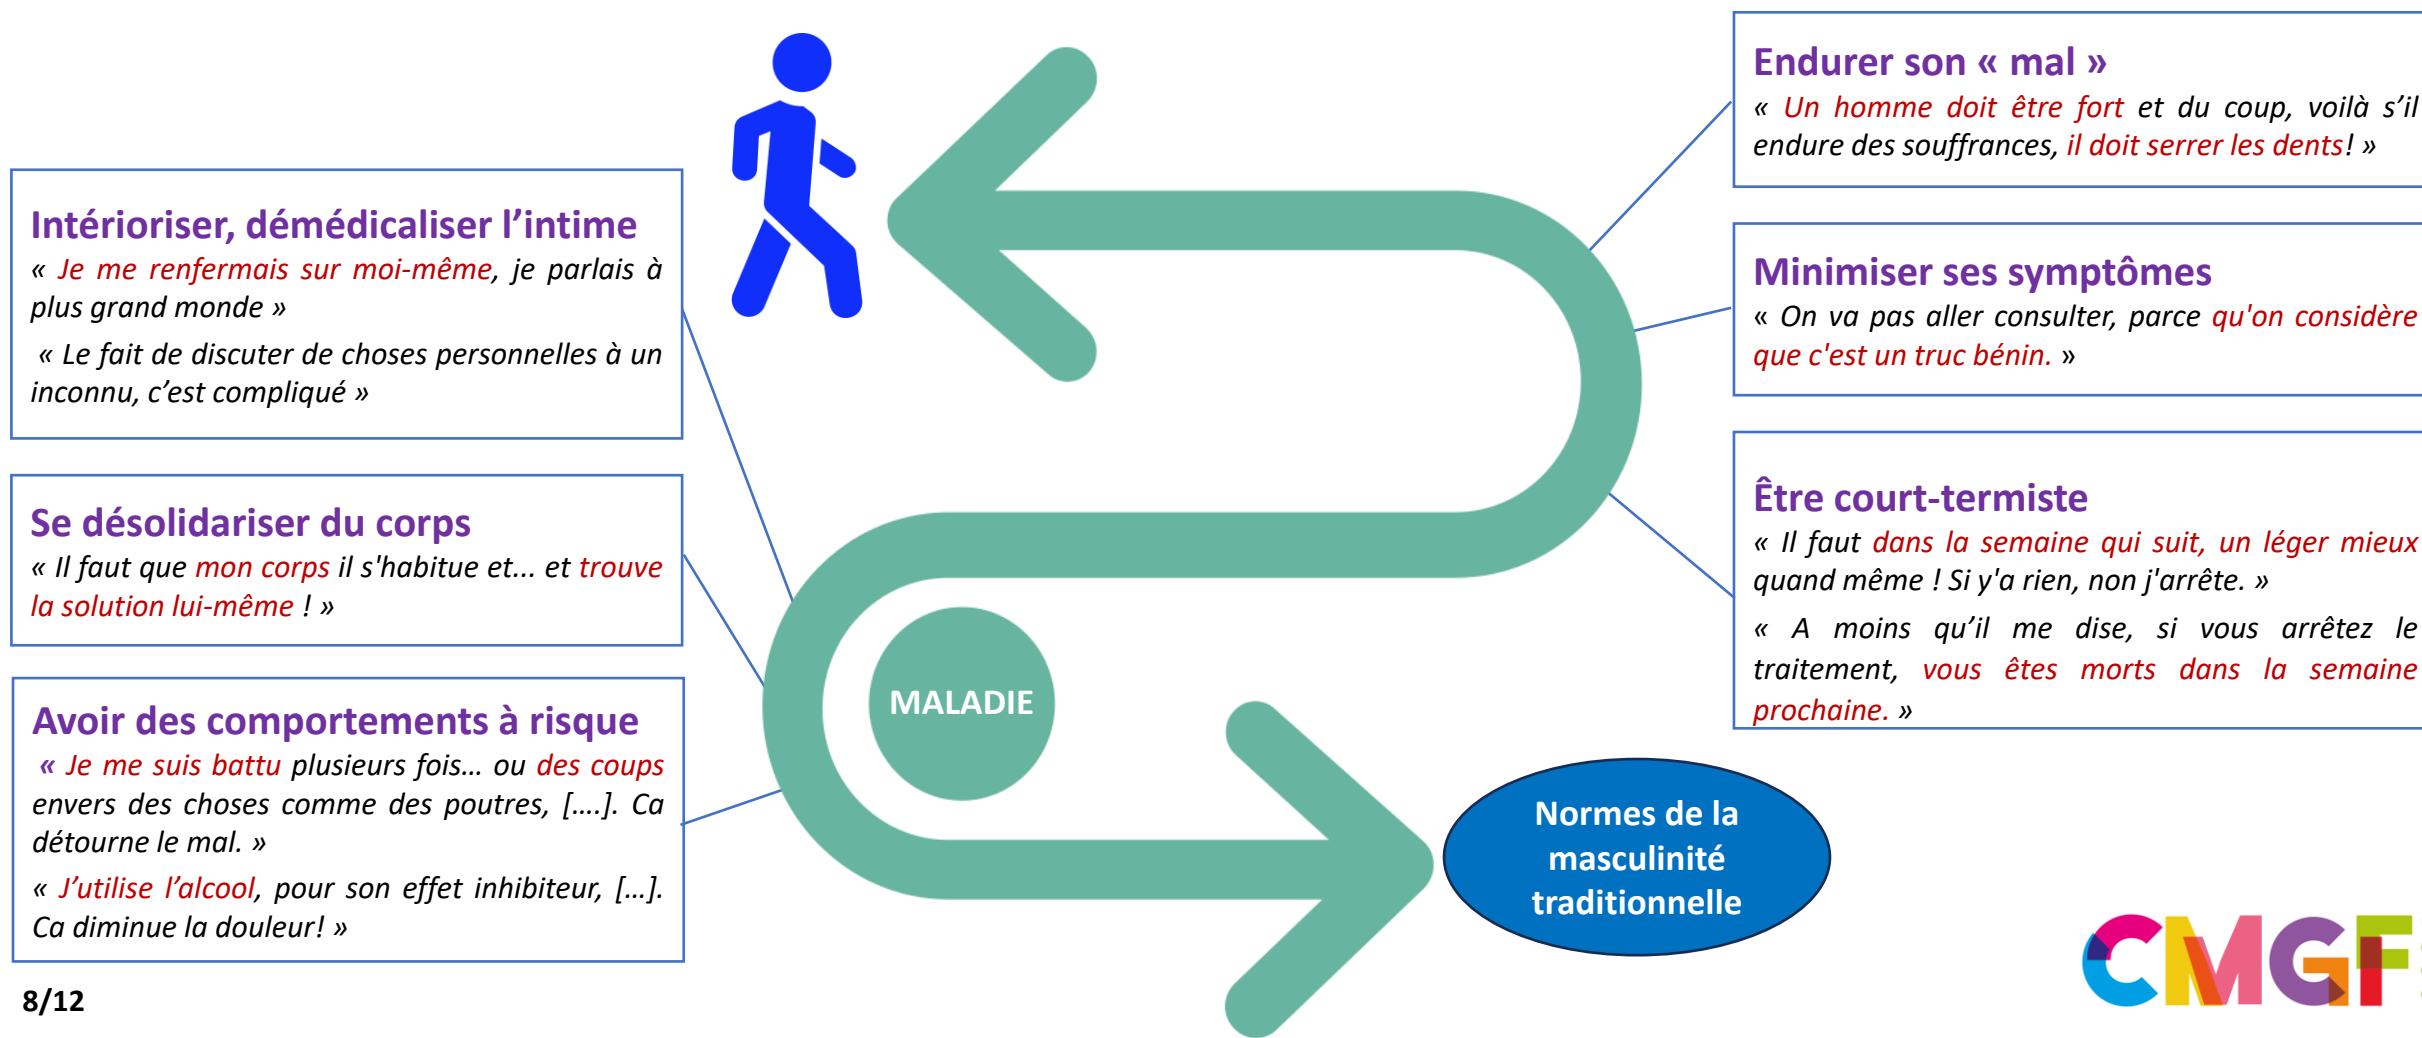 Intérioriser, démédicaliser l’intime
« Je me renfermais sur moi-même, je parlais à
plus grand monde »
« Le fait de discuter de choses personnelles à un
inconnu, c’est compliqué »
Se désolidariser du corps
« Il faut que mon corps il s'habitue et... et trouve
la solution lui-même ! »
Avoir des comportements à risque
« Je me suis battu plusieurs fois… ou des coups
envers des choses comme des poutres, [….]. Ca
détourne le mal. »
« J’utilise l’alcool, pour son effet inhibiteur, […].
Ca diminue la douleur! »
8/12
MALADIE
Normes de la
masculinité
traditionnelle
Endurer son « mal »
« Un homme doit être fort et du coup, voilà s’il
endure des souffrances, il doit serrer les dents! »
Minimiser ses symptômes
« On va pas aller consulter, parce qu'on considère
que c'est un truc bénin. »
Être court-termiste
« Il faut dans la semaine qui suit, un léger mieux
quand même ! Si y'a rien, non j'arrête. »
« A moins qu’il me dise, si vous arrêtez le
traitement, vous êtes morts dans la semaine
prochaine. »
CMGF